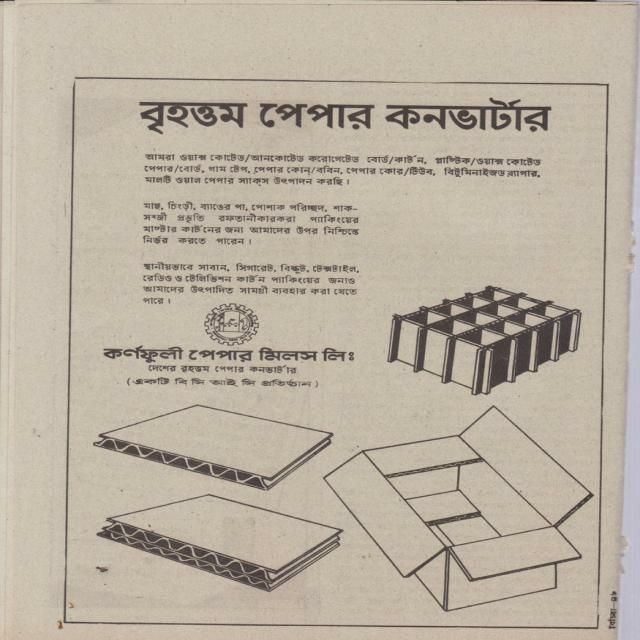 বৃহত্তম পেপার কনভার্টার
আমরা ওয়াক্স কোটেড/আনকোটেড করোগেটেড বোর্ড/কার্টন, প্লাস্টিক/ওয়াক্স কোটেড
পেপার/বোর্ড, গাম টেপ, পেপার কোন্/ববিন, পেপার কোর/টিউব, বিটুমিনাইজড র‍্যাপার,
মালটি ওয়াল পেপার স্যাকস উৎপাদন করছি।
মাছ, চিংড়ী, ব্যাঙের পা, পোশাক পরিচ্ছদ, শাক-
সব্জী প্রভৃতি রফতানীকারকরা প্যাকিংয়ের
মাস্টার কার্টনের জন্য আমাদের উপর নিশ্চিন্তে
নির্ভর করতে পারেন।
স্থানীয়ভাবে সাবান, সিগারেট, বিস্কুট, টেক্সটাইল,
রেডিও ও টেলিভিশন কার্টন প্যাকিংয়ের জন্যও
আমাদের উৎপাদিত সামগ্রী ব্যবহার করা যেতে
পারে।
কর্ণফুলী পেপার মিলস লিঃ
দেশের বৃহত্তম পেপার কনভার্টার
(একটি বি সি আই সি প্রতিষ্ঠান)